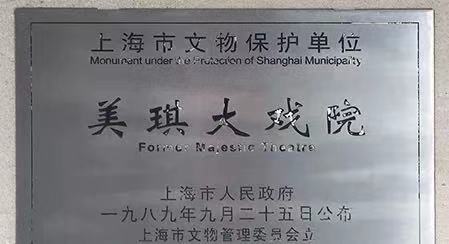 上海市文物保护单位
Monument under the Protection of Shanghai Municipality
美琪大戏院
Former Majestic Theatre
上海市人民政府
一九八九年九月二十五日公布
上海市文物管理委员会立